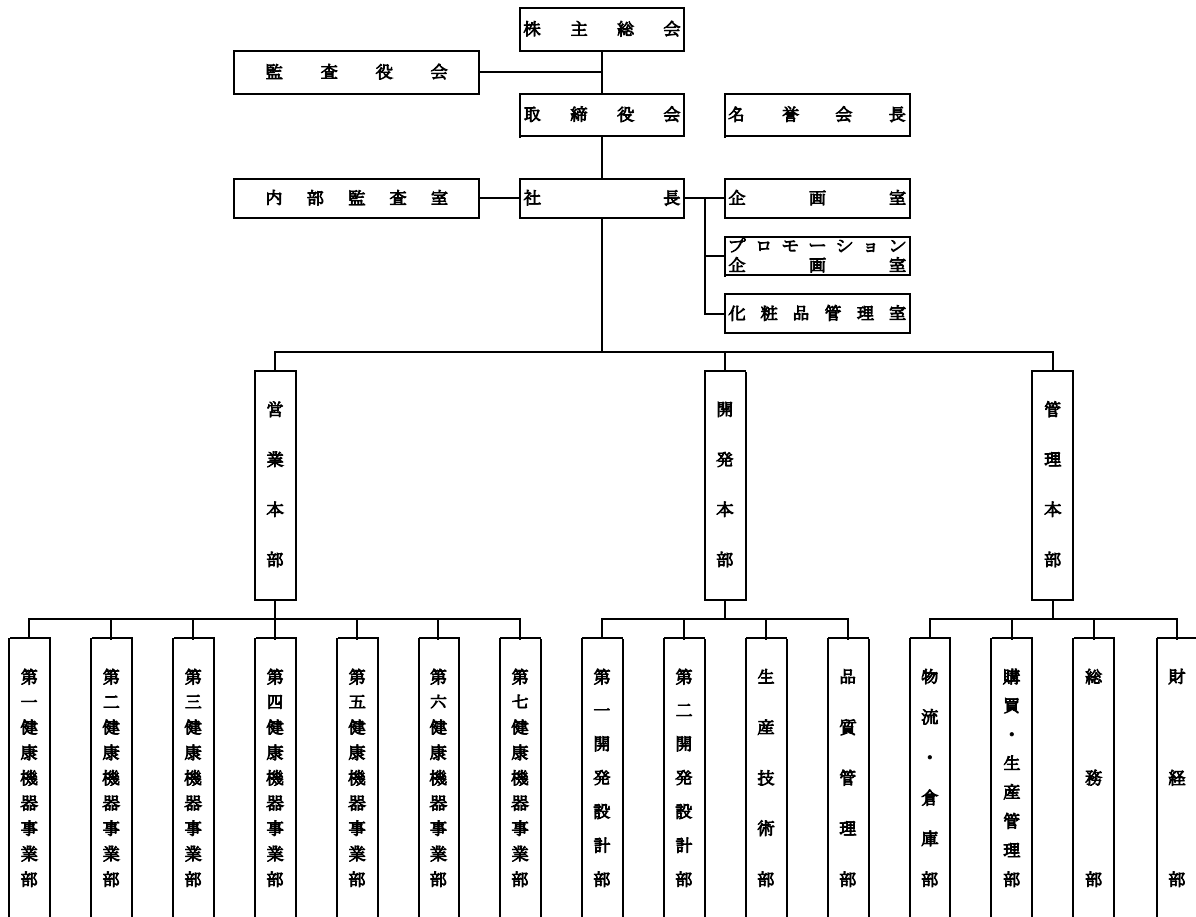 株主総会
監査役会
取締役会
名誉会長
内部監査室
社長
企画室
プロモーション
企画室
化粧品管理室
営業本部
開発本部
管理本部
第一健康機器事業部
第二健康機器事業部
第三健康機器事業部
第四健康機器事業部
第五健康機器事業部
第六健康機器事業部
第七健康機器事業部
第一開発設計部
第二開発設計部
生産技術部
品質管理部
物流・倉庫部
購買・生産管理部
総務部
財経部